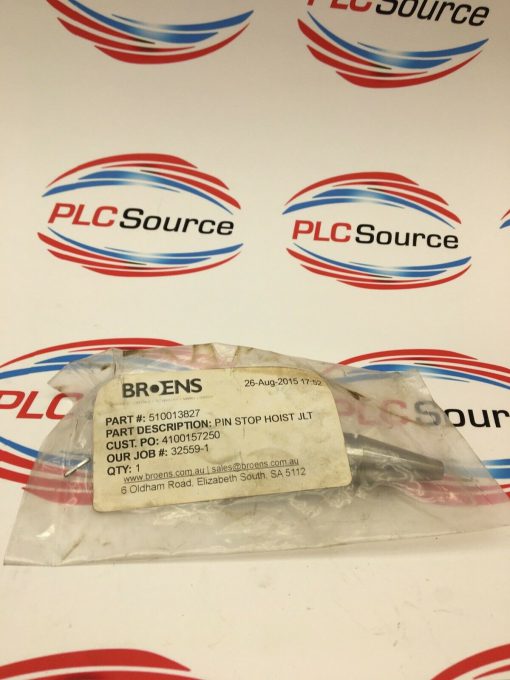 PLC Source
PLC Source
PLC Source
PLC Source
BROENS
26-Aug-2015 17:52
PART #: 510013827
PART DESCRIPTION: PIN STOP HOIST JLT
CUST. PO: 4100157250
OUR JOB #: 32559-1
QTY: 1
www.broens.com.au | sales@broens.com.au
6 Oldham Road, Elizabeth South, SA 5112